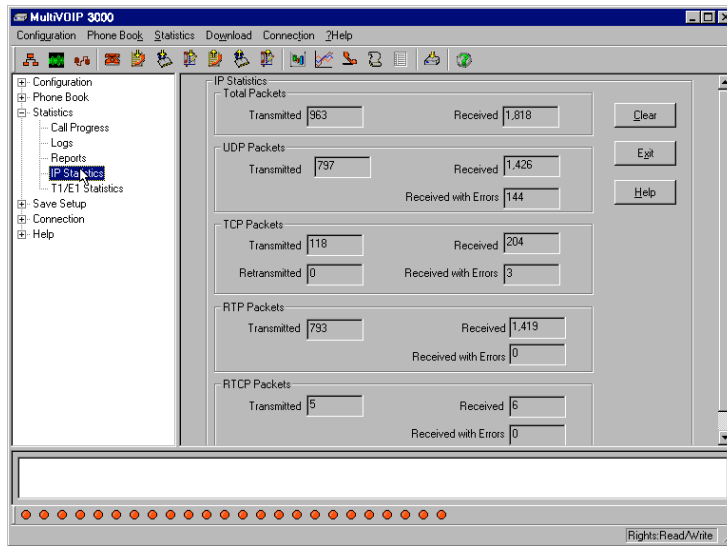 MultiVOIP 3000
Configuration Phone Book Statistics Download Connection ?Help
Configuration
Phone Book
Statistics
Call Progress
Logs
Reports
IP Statistics
T1/E1 Statistics
Save Setup
Connection
Help
IP Statistics
Total Packets
Transmitted 963 Received 1,818
Clear
UDP Packets
Transmitted 797 Received 1,426
Exit
Received with Errors 144
Help
TCP Packets
Transmitted 118 Received 204
Retransmitted 0 Received with Errors 3
RTP Packets
Transmitted 793 Received 1,419
Received with Errors 0
RTCP Packets
Transmitted 5 Received 6
Received with Errors 0
Rights:Read/Write